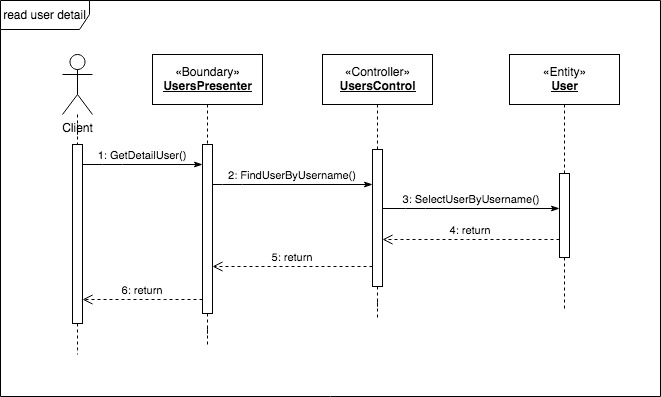 read user detail
«Boundary»
UsersPresenter
«Controller»
UsersControl
«Entity»
User
Client
1: GetDetailUser()
2: FindUserByUsername()
3: SelectUserByUsername()
4: return
5: return
6: return